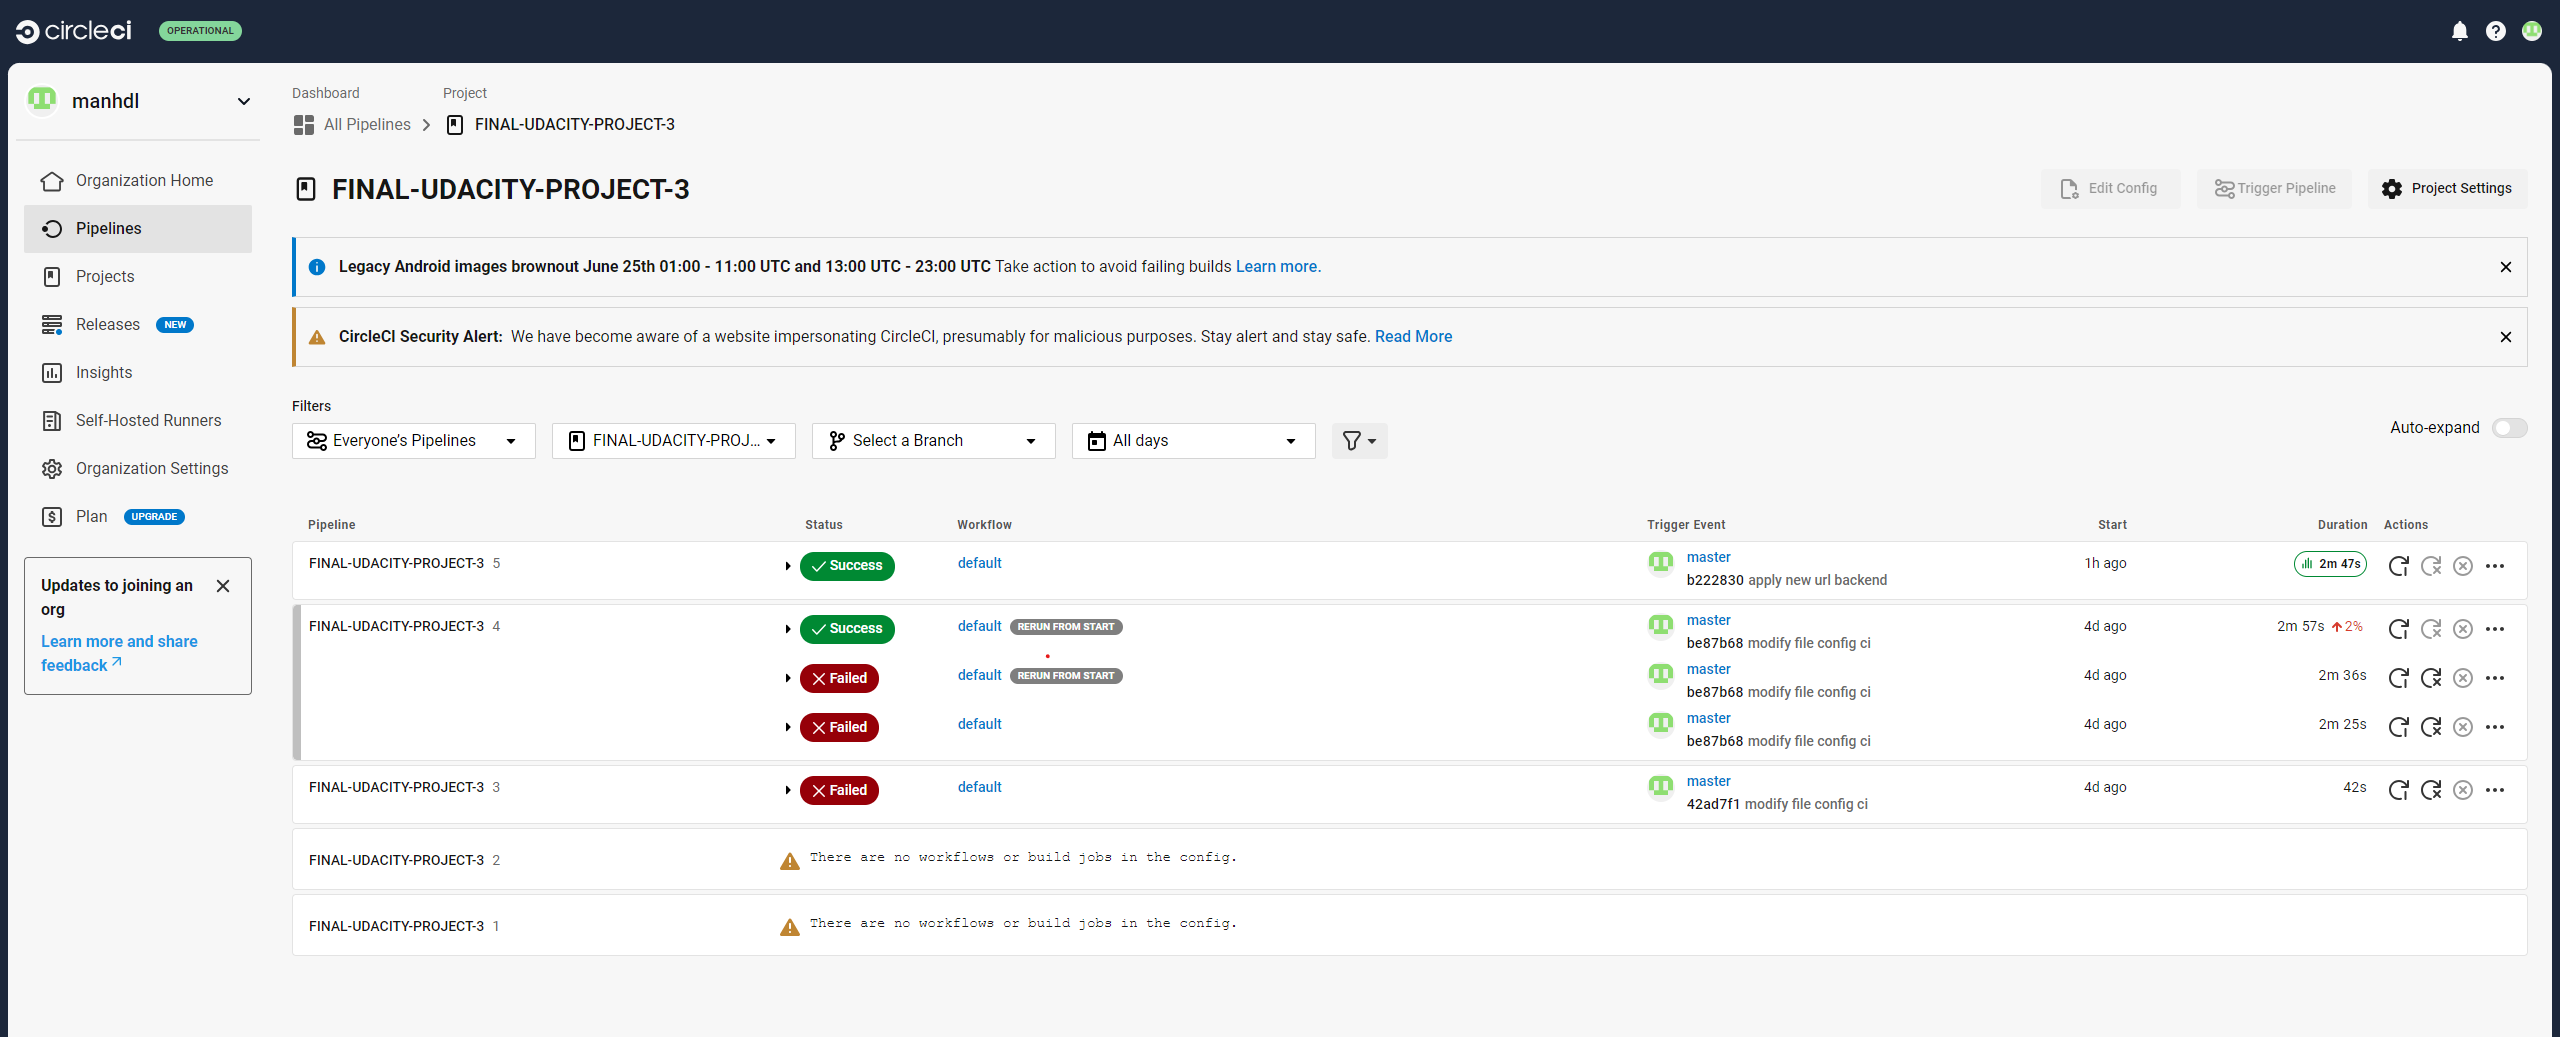 circleci
OPERATIONAL
manhdl
Organization Home
Pipelines
Projects
Releases NEW
Insights
Self-Hosted Runners
Organization Settings
Plan UPGRADE
Updates to joining an
org
Learn more and share
feedback
Dashboard
Project
All Pipelines
FINAL-UDACITY-PROJECT-3
FINAL-UDACITY-PROJECT-3
Edit Config
Trigger Pipeline
Project Settings
Legacy Android images brownout June 25th 01:00 - 11:00 UTC and 13:00 UTC - 23:00 UTC Take action to avoid failing builds Learn more.
CircleCI Security Alert: We have become aware of a website impersonating CircleCI, presumably for malicious purposes. Stay alert and stay safe. Read More
Filters
Everyone's Pipelines
FINAL-UDACITY-PROJ...
Select a Branch
All days
Auto-expand
Pipeline Status Workflow Trigger Event Start Duration Actions
FINAL-UDACITY-PROJECT-3 5 Success default master 1h ago 2m 47s
b222830 apply new url backend
FINAL-UDACITY-PROJECT-3 4 Success default RERUN FROM START master 4d ago 2m 57s 2%
be87b68 modify file config ci
Failed default RERUN FROM START master 4d ago 2m 36s
be87b68 modify file config ci
Failed default master 4d ago 2m 25s
be87b68 modify file config ci
FINAL-UDACITY-PROJECT-3 3 Failed default master 4d ago 42s
42ad7f1 modify file config ci
FINAL-UDACITY-PROJECT-3 2 There are no workflows or build jobs in the config.
FINAL-UDACITY-PROJECT-3 1 There are no workflows or build jobs in the config.